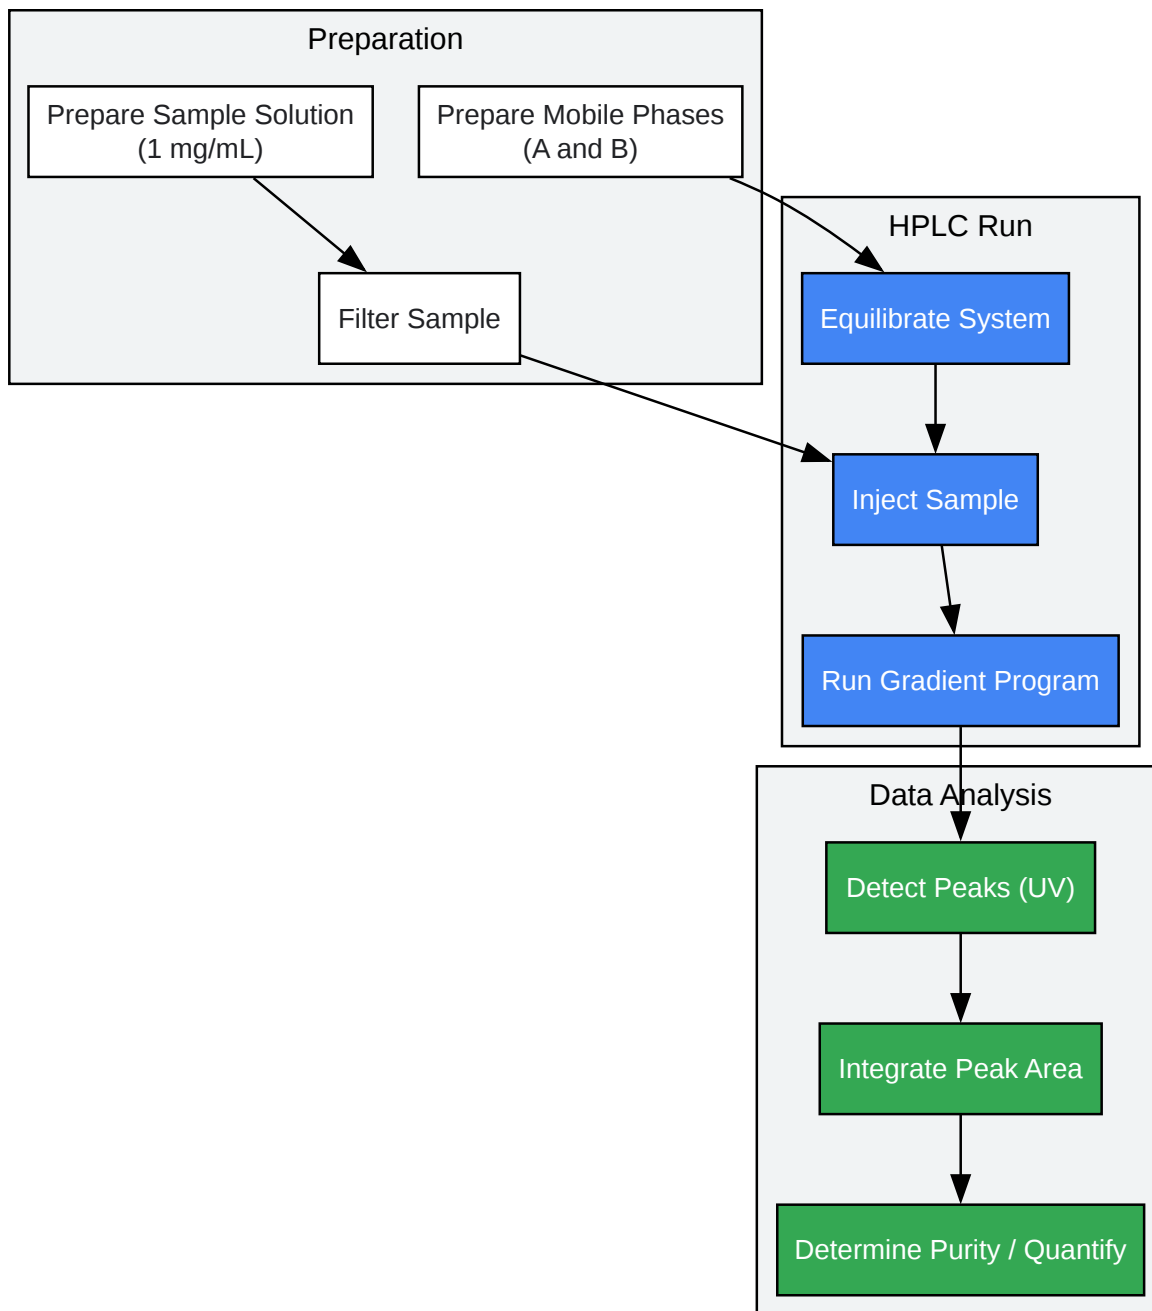 Preparation
Prepare Sample Solution
(1 mg/mL)
Prepare Mobile Phases
(A and B)
Filter Sample
HPLC Run
Equilibrate System
Inject Sample
Run Gradient Program
Data Analysis
Detect Peaks (UV)
Integrate Peak Area
Determine Purity / Quantify